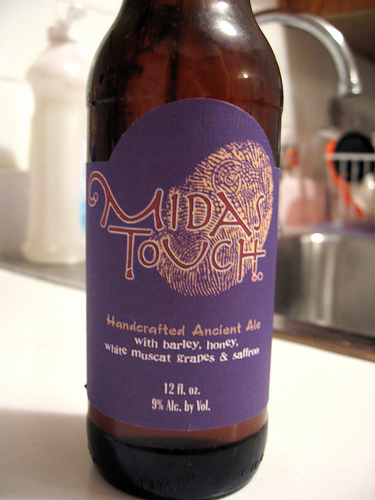 MIDAS
TOUCH
Handcrafted Ancient Ale
with barley, honey,
white muscat grapes & saffron
12 fl. oz.
9% Alc. by Vol.